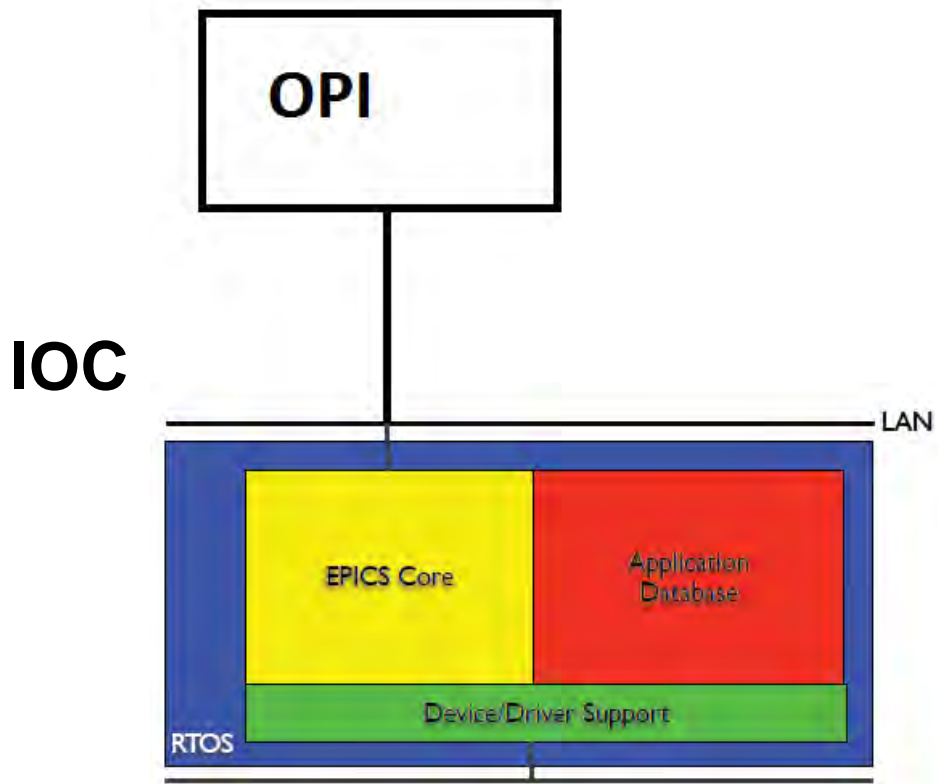 OPI
IOC
LAN
EPICS Core
Application
Database
Device/Driver Support
RTOS